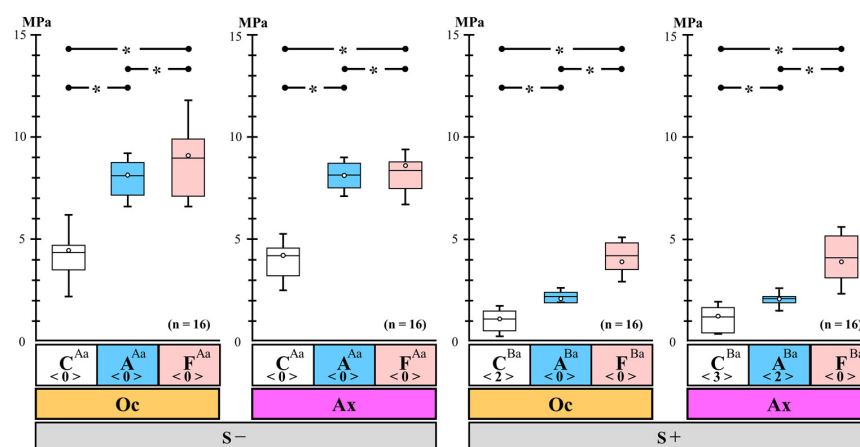 MPa MPa MPa MPa
15 15 15 15
* * * *
* * * *
* * * *
10 10 10 10
5 5 5 5
(n = 16) (n = 16) (n = 16) (n = 16)
0 0 0 0
C^Aa A^Aa F^Aa C^Aa A^Aa F^Aa C^Ba A^Ba F^Ba C^Ba A^Ba F^Ba
< 0 > < 0 > < 0 > < 0 > < 0 > < 0 > < 2 > < 0 > < 0 > < 3 > < 2 > < 0 >
Oc Ax Oc Ax
S− S+